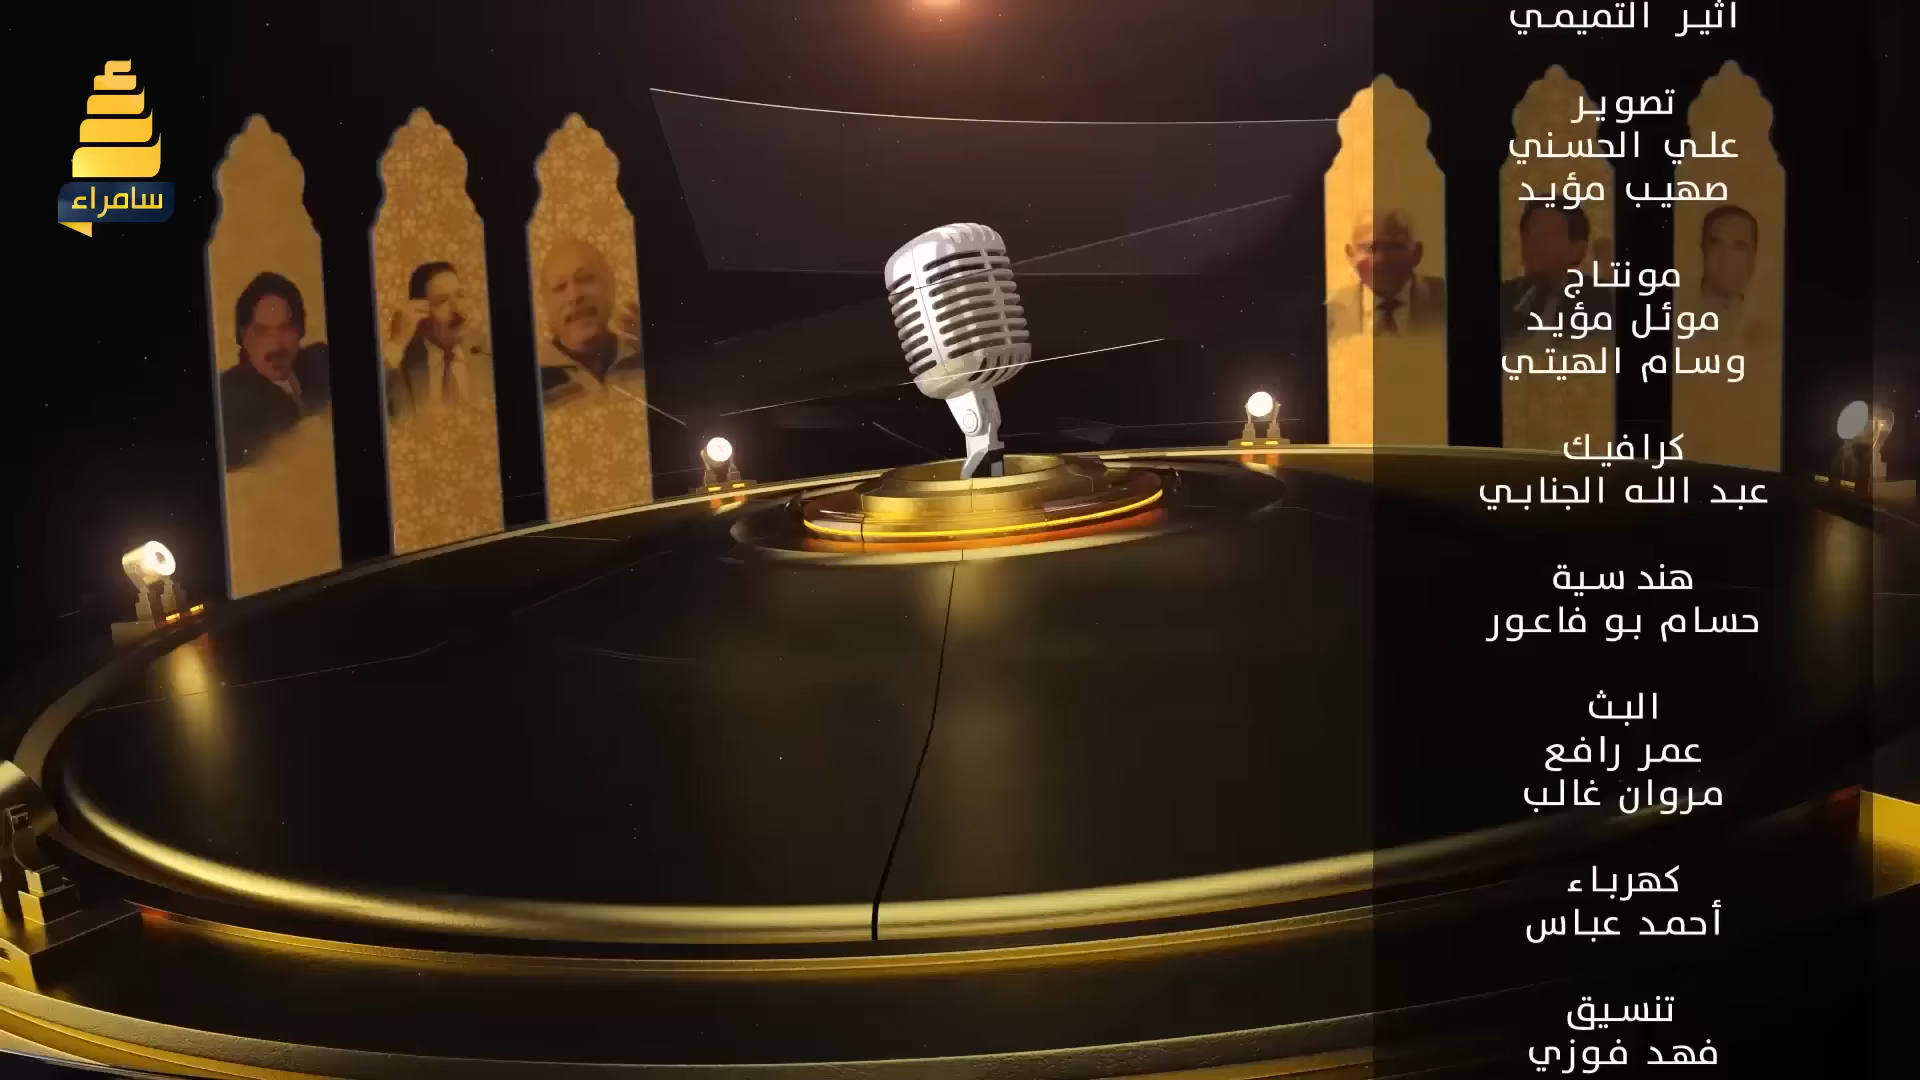 سامراء
أثير التميمي
تصوير
علي الحسني
صهيب مؤيد
مونتاج
موئل مؤيد
وسام الهيتي
كرافيك
عبد الله الجنابي
هندسية
حسام بو فاعور
البث
عمر رافع
مروان غالب
كهرباء
أحمد عباس
تنسيق
فهد فوزي